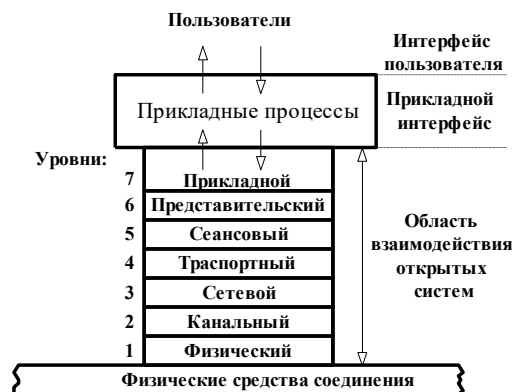 Пользователи
Интерфейс
пользователя
Прикладные процессы
Прикладной
интерфейс
Уровни:
7 Прикладной
6 Представительский
5 Сеансовый
4 Траспортный
3 Сетевой
2 Канальный
1 Физический
Область
взаимодействия
открытых
систем
Физические средства соединения